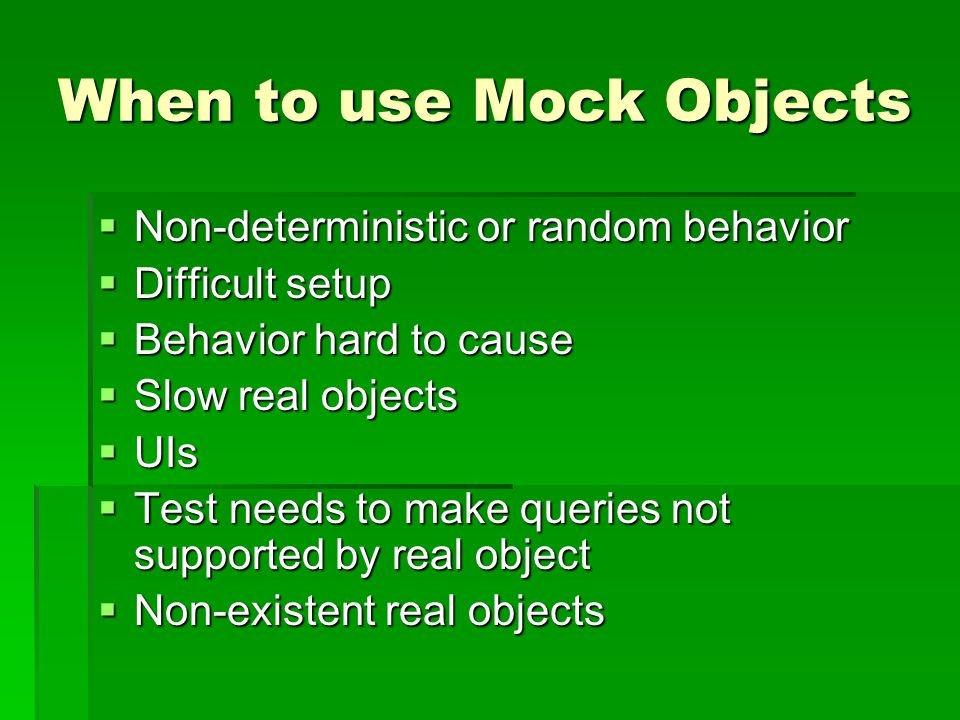 When to use Mock Objects
Non-deterministic or random behavior
Difficult setup
Behavior hard to cause
Slow real objects
UIs
Test needs to make queries not
supported by real object
Non-existent real objects